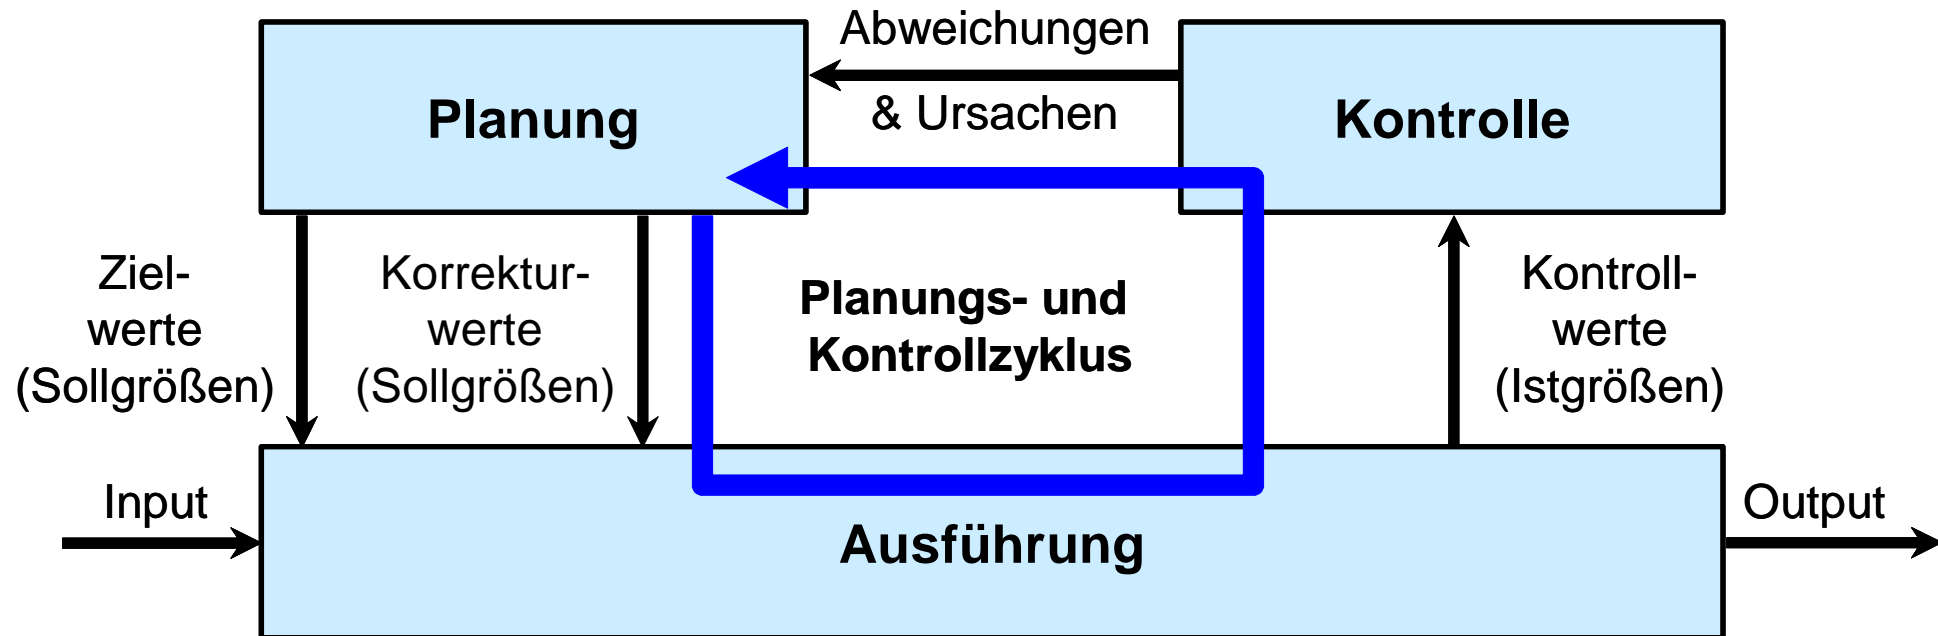 Planung
Abweichungen
& Ursachen
Kontrolle
Ziel-
werte
(Sollgrößen)
Korrektur-
werte
(Sollgrößen)
Planungs- und
Kontrollzyklus
Kontroll-
werte
(Istgrößen)
Input
Ausführung
Output